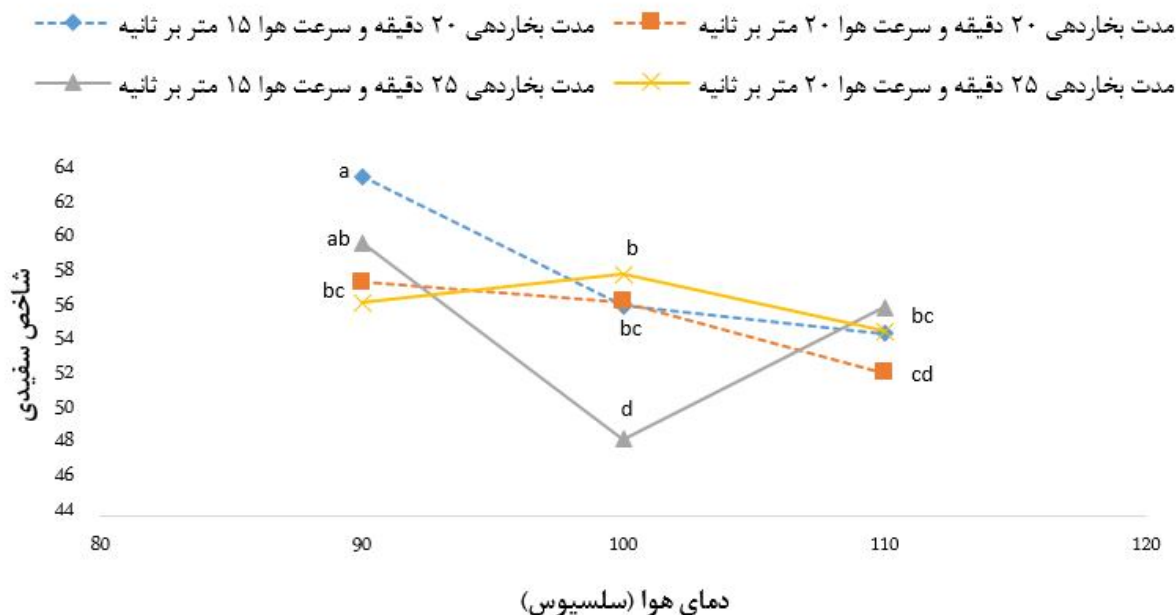 مدت بخاردهی ۲۰ دقیقه و سرعت هوا ۱۵ متر بر ثانیه
مدت بخاردهی ۲۰ دقیقه و سرعت هوا ۲۰ متر بر ثانیه
مدت بخاردهی ۲۵ دقیقه و سرعت هوا ۱۵ متر بر ثانیه
مدت بخاردهی ۲۵ دقیقه و سرعت هوا ۲۰ متر بر ثانیه
شاخص سفیدی
64
62
60
58
56
54
52
50
48
46
44
a
ab
bc
b
bc
d
bc
cd
80
90
100
110
120
دمای هوا (سلسیوس)